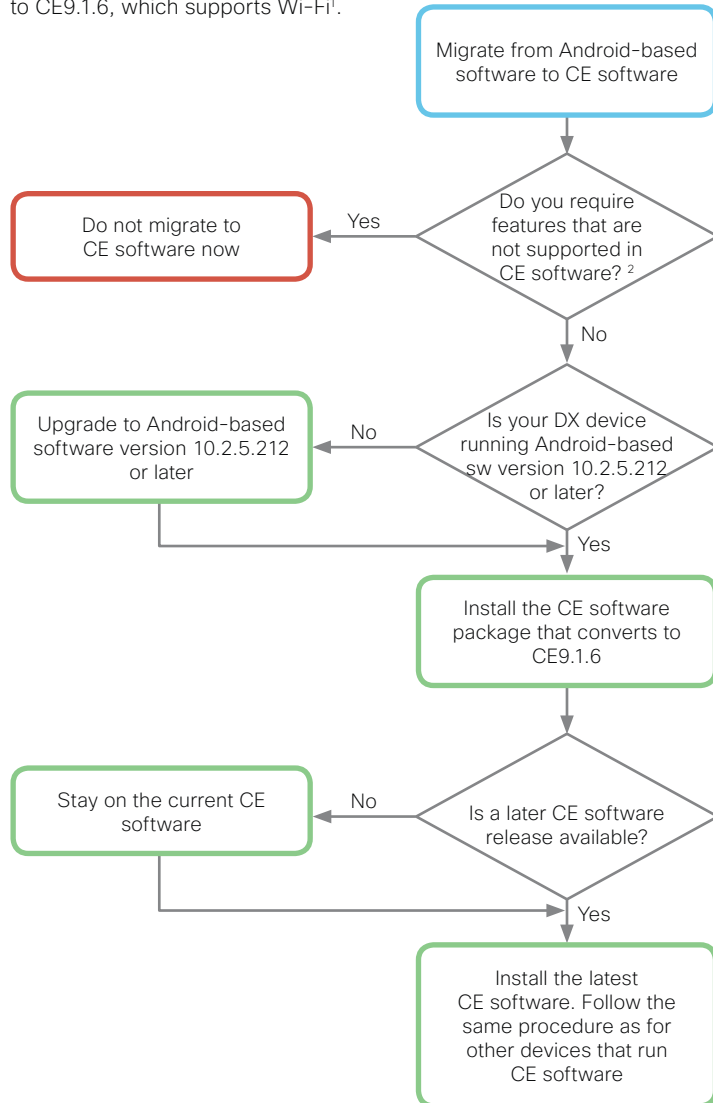 to CE9.1.6, which supports Wi-Fi¹.
Migrate from Android-based
software to CE software
Do you require
features that are
not supported in
CE software? ²
Yes
Do not migrate to
CE software now
No
Is your DX device
running Android-based
sw version 10.2.5.212
or later?
No
Upgrade to Android-based
software version 10.2.5.212
or later
Yes
Install the CE software
package that converts to
CE9.1.6
Is a later CE software
release available?
No
Stay on the current CE
software
Yes
Install the latest
CE software. Follow the
same procedure as for
other devices that run
CE software